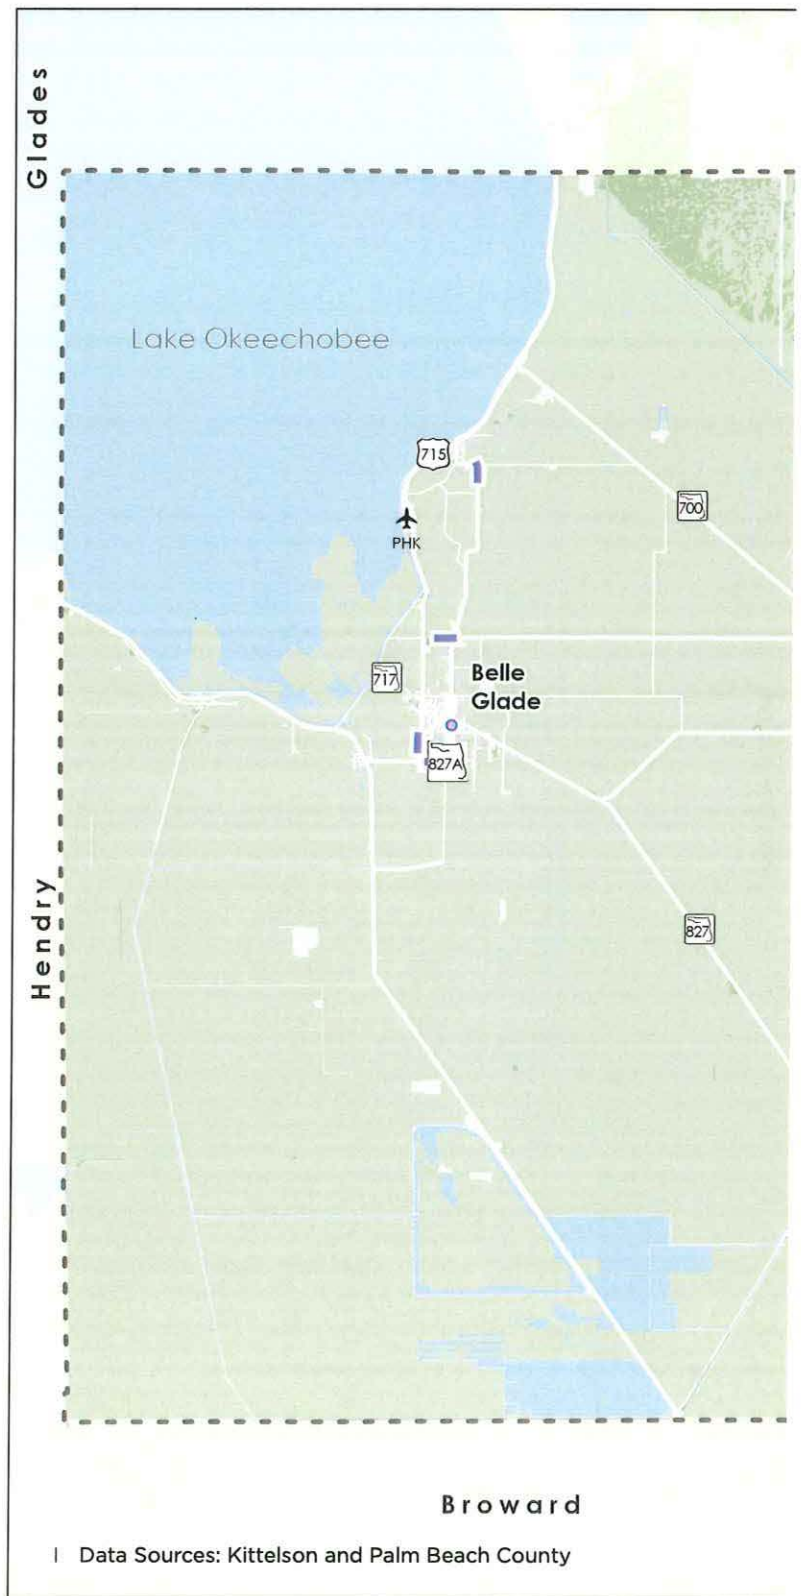 Glades
Lake Okeechobee
715
700
PHK
717
Belle
Glade
827A
Hendry
827
Broward
Data Sources: Kittelson and Palm Beach County